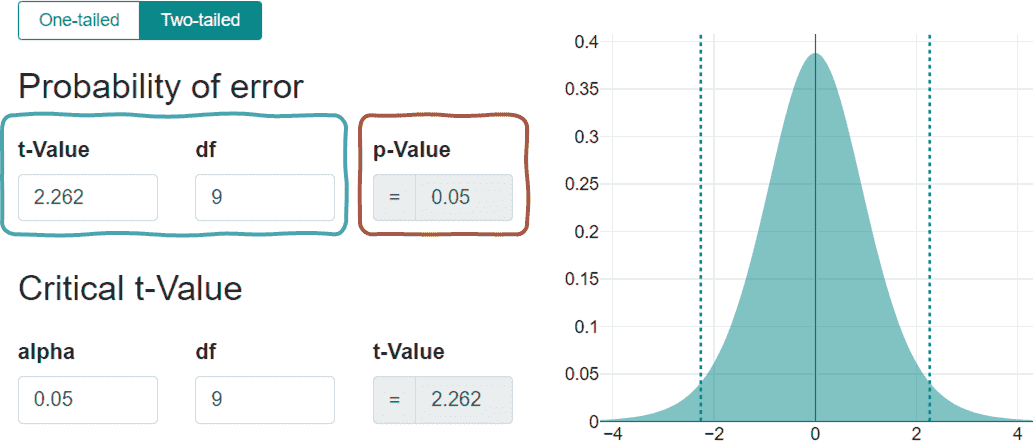 One-tailed Two-tailed
Probability of error
t-Value df p-Value
2.262 9 = 0.05
Critical t-Value
alpha df t-Value
0.05 9 = 2.262
0.4
0.35
0.3
0.25
0.2
0.15
0.1
0.05
0
−4 −2 0 2 4